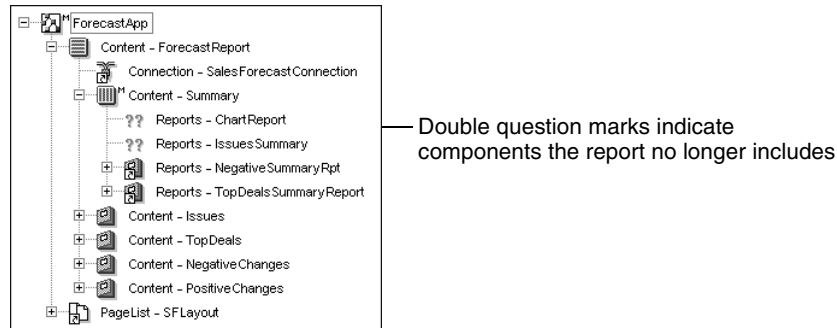 M ForecastApp
Content - ForecastReport
Connection - SalesForecastConnection
M Content - Summary
?? Reports - ChartReport
?? Reports - IssuesSummary
Reports - NegativeSummaryRpt
Reports - TopDealsSummaryReport
Content - Issues
Content - TopDeals
Content - NegativeChanges
Content - PositiveChanges
PageList - SFLayout
Double question marks indicate
components the report no longer includes